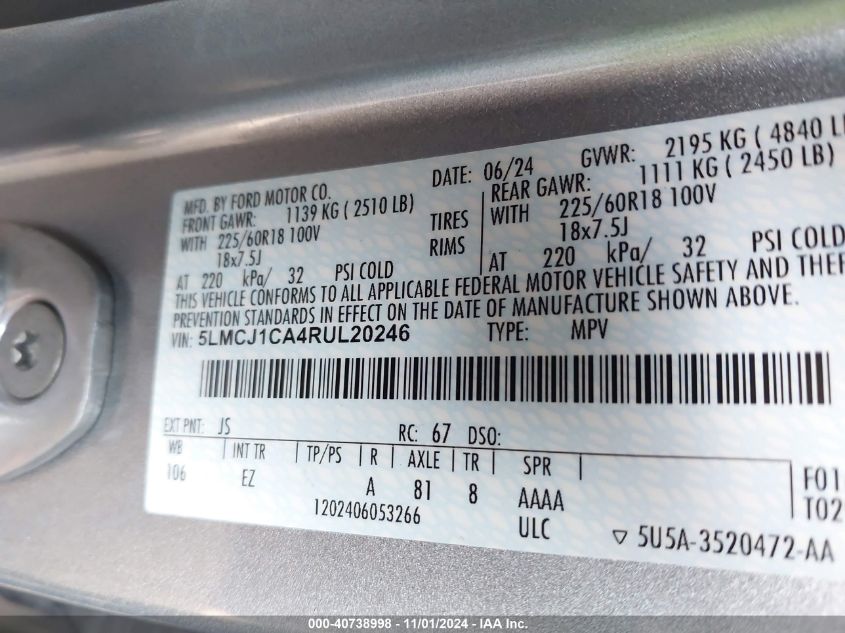 MFD. BY FORD MOTOR CO.
DATE: 06/24 GVWR: 2195 KG ( 4840
FRONT GAWR: 1139 KG ( 2510 LB)
REAR GAWR: 1111 KG ( 2450 LB)
WITH 225/60R18 100V TIRES WITH 225/60R18 100V
18x7.5J RIMS 18x7.5J
AT 220 kPa/ 32 PSI COLD AT 220 kPa/ 32 PSI COLD
THIS VEHICLE CONFORMS TO ALL APPLICABLE FEDERAL MOTOR VEHICLE SAFETY AND
PREVENTION STANDARDS IN EFFECT ON THE DATE OF MANUFACTURE SHOWN ABOVE.
VIN: 5LMCJ1CA4RUL20246 TYPE: MPV
EXT PNT: JS RC: 67 DSO:
WB INT TR TP/PS R AXLE TR SPR
106 EZ A 81 8 AAAA
F01
T02
1202406053266 ULC
▽ 5U5A-3520472-AA
000-40738998 - 11/01/2024 - IAA Inc.